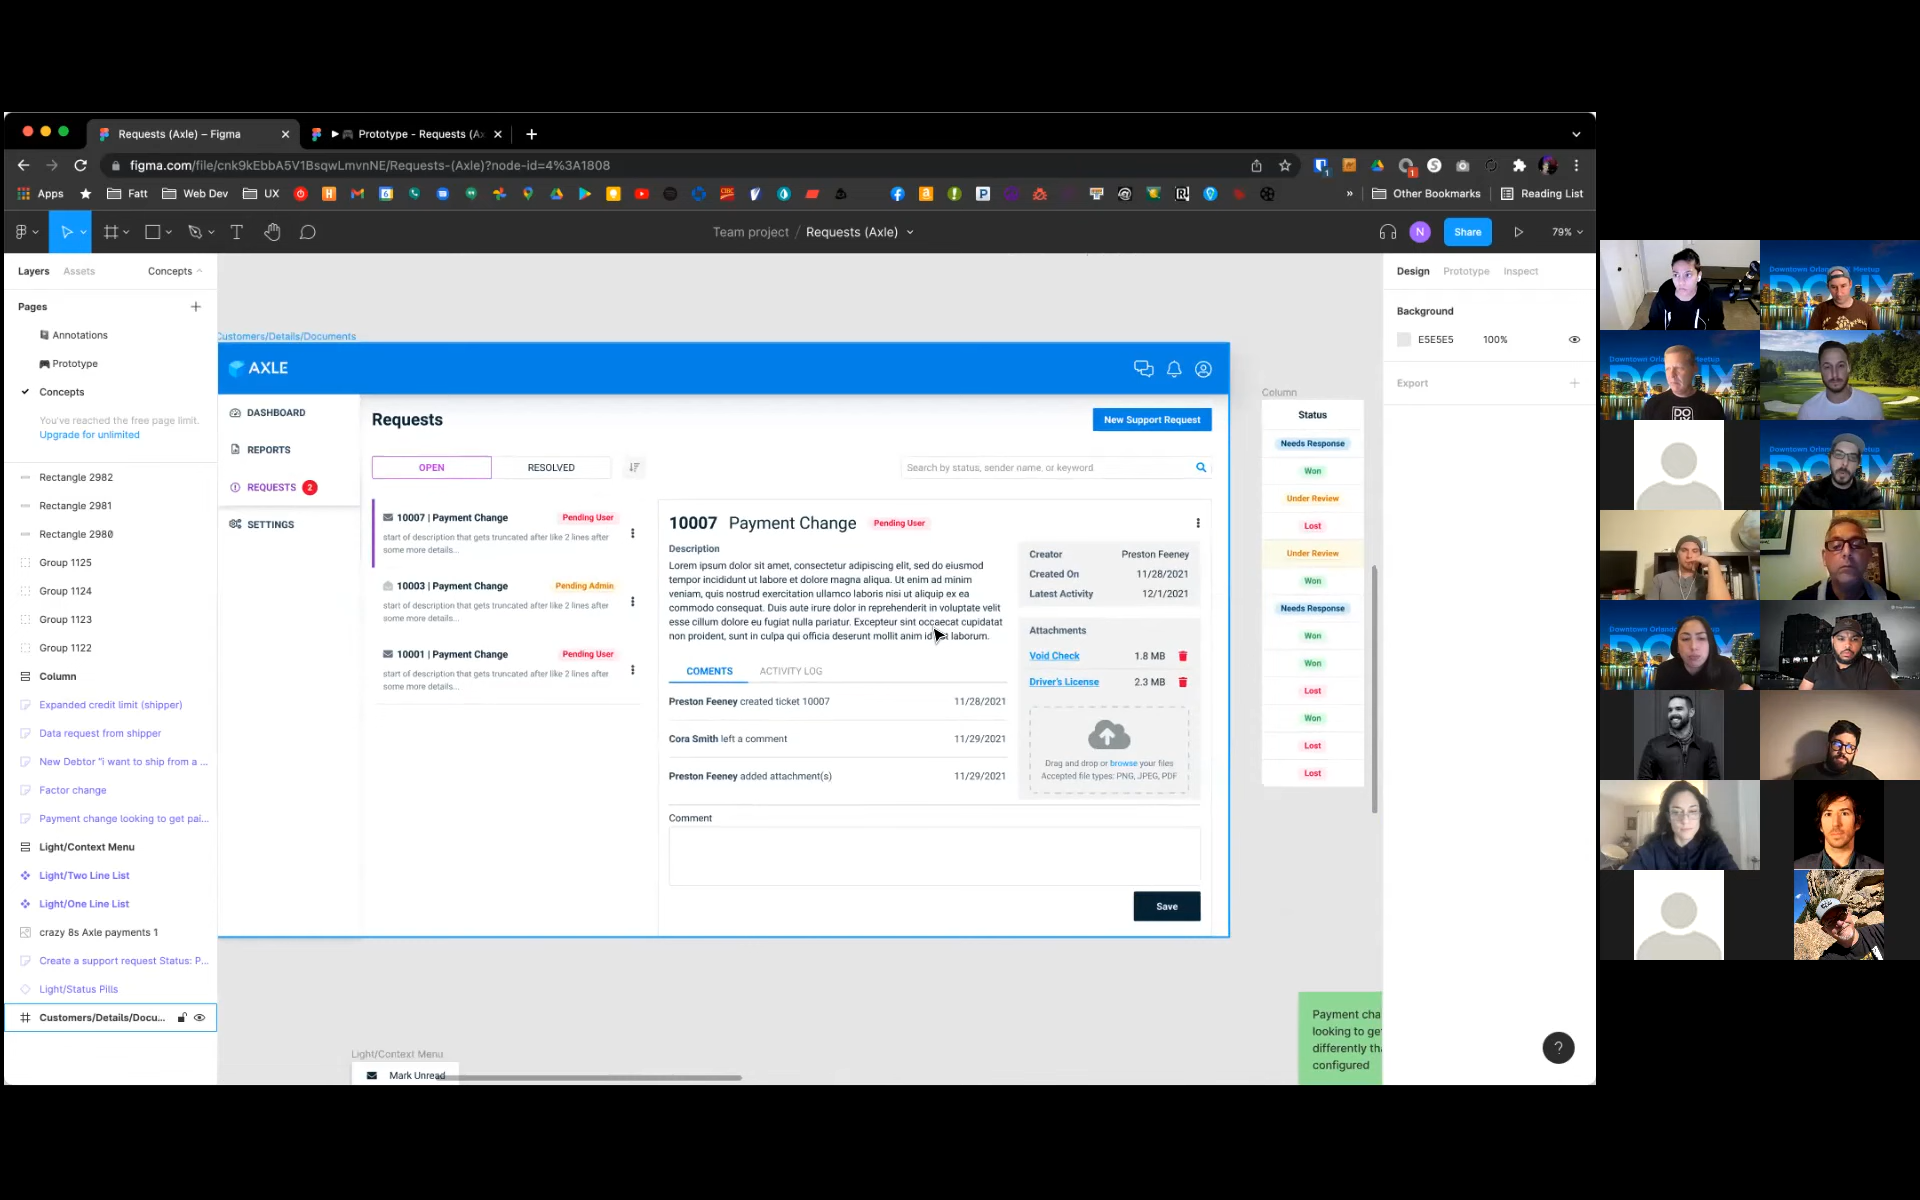 Requests (Axle) – Figma
Prototype - Requests (Ax
figma.com/file/cnk9kEbbA5V1BsqwLmvnNE/Requests-(Axle)?node-id=4%3A1808
Apps
Fatt
Web Dev
UX
Other Bookmarks
Reading List
Team project / Requests (Axle)
N
Share
79%
Layers
Assets
Concepts
Pages
Annotations
Prototype
Concepts
You've reached the free page limit.
Upgrade for unlimited
Rectangle 2982
Rectangle 2981
Rectangle 2980
Group 1125
Group 1124
Group 1123
Group 1122
Column
Expanded credit limit (shipper)
Data request from shipper
New Debtor "i want to ship from a ...
Factor change
Payment change looking to get pai...
Light/Context Menu
Light/Two Line List
Light/One Line List
crazy 8s Axle payments 1
Create a support request Status: P...
Light/Status Pills
Customers/Details/Docu...
Customers/Details/Documents
AXLE
DASHBOARD
REPORTS
REQUESTS 2
SETTINGS
Requests
New Support Request
OPEN
RESOLVED
Search by status, sender name, or keyword
10007 | Payment Change
Pending User
start of description that gets truncated after like 2 lines after
some more details...
10003 | Payment Change
Pending Admin
start of description that gets truncated after like 2 lines after
some more details...
10001 | Payment Change
Pending User
start of description that gets truncated after like 2 lines after
some more details...
10007 Payment Change
Pending User
Description
Lorem ipsum dolor sit amet, consectetur adipiscing elit, sed do eiusmod
tempor incididunt ut labore et dolore magna aliqua. Ut enim ad minim
veniam, quis nostrud exercitation ullamco laboris nisi ut aliquip ex ea
commodo consequat. Duis aute irure dolor in reprehenderit in voluptate velit
esse cillum dolore eu fugiat nulla pariatur. Excepteur sint occaecat cupidatat
non proident, sunt in culpa qui officia deserunt mollit anim id est laborum.
Creator
Preston Feeney
Created On
11/28/2021
Latest Activity
12/1/2021
Attachments
Void Check
1.8 MB
Driver's License
2.3 MB
Drag and drop or browse your files
Accepted file types: PNG, JPEG, PDF
COMENTS
ACTIVITY LOG
Preston Feeney created ticket 10007
11/28/2021
Cora Smith left a comment
11/29/2021
Preston Feeney added attachment(s)
11/29/2021
Comment
Save
Light/Context Menu
Mark Unread
Column
Status
Needs Response
Won
Under Review
Lost
Under Review
Won
Needs Response
Won
Won
Lost
Won
Lost
Lost
Payment cha
looking to ge
differently th
configured
Design
Prototype
Inspect
Background
E5E5E5
100%
Export
?